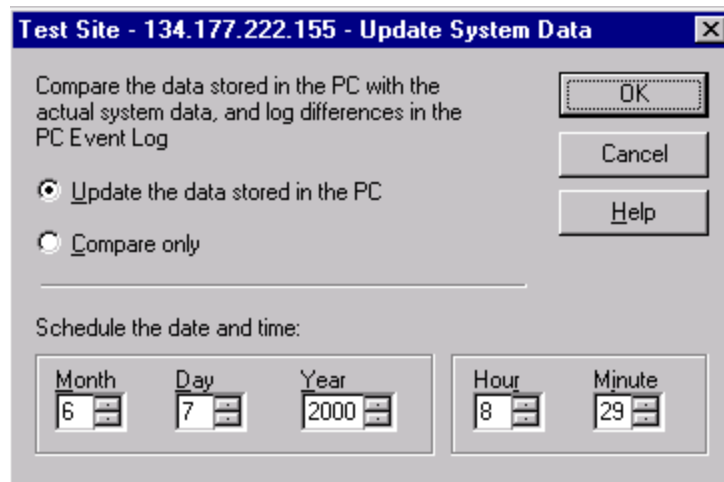 Test Site - 134.177.222.155 - Update System Data
Compare the data stored in the PC with the
actual system data, and log differences in the
PC Event Log
OK
Cancel
Help
Update the data stored in the PC
Compare only
Schedule the date and time:
Month Day Year Hour Minute
6 7 2000 8 29